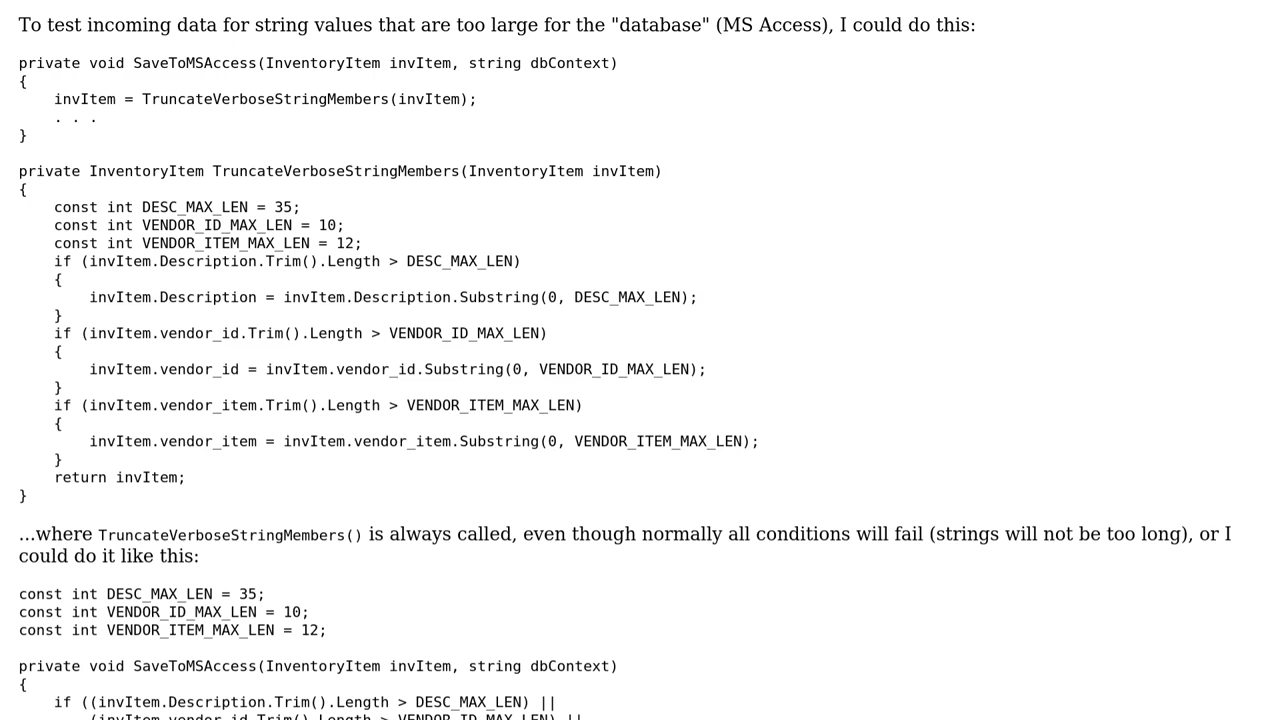 To test incoming data for string values that are too large for the "database" (MS Access), I could do this:
private void SaveToMSAccess(InventoryItem invItem, string dbContext)
{
    invItem = TruncateVerboseStringMembers(invItem);
    . . .
}
private InventoryItem TruncateVerboseStringMembers(InventoryItem invItem)
{
    const int DESC_MAX_LEN = 35;
    const int VENDOR_ID_MAX_LEN = 10;
    const int VENDOR_ITEM_MAX_LEN = 12;
    if (invItem.Description.Trim().Length > DESC_MAX_LEN)
    {
        invItem.Description = invItem.Description.Substring(0, DESC_MAX_LEN);
    }
    if (invItem.vendor_id.Trim().Length > VENDOR_ID_MAX_LEN)
    {
        invItem.vendor_id = invItem.vendor_id.Substring(0, VENDOR_ID_MAX_LEN);
    }
    if (invItem.vendor_item.Trim().Length > VENDOR_ITEM_MAX_LEN)
    {
        invItem.vendor_item = invItem.vendor_item.Substring(0, VENDOR_ITEM_MAX_LEN);
    }
    return invItem;
}
...where TruncateVerboseStringMembers() is always called, even though normally all conditions will fail (strings will not be too long), or I
could do it like this:
const int DESC_MAX_LEN = 35;
const int VENDOR_ID_MAX_LEN = 10;
const int VENDOR_ITEM_MAX_LEN = 12;
private void SaveToMSAccess(InventoryItem invItem, string dbContext)
{
    if ((invItem.Description.Trim().Length > DESC_MAX_LEN) ||
        (invItem.vendor_id.Trim().Length > VENDOR_ID_MAX_LEN) ||